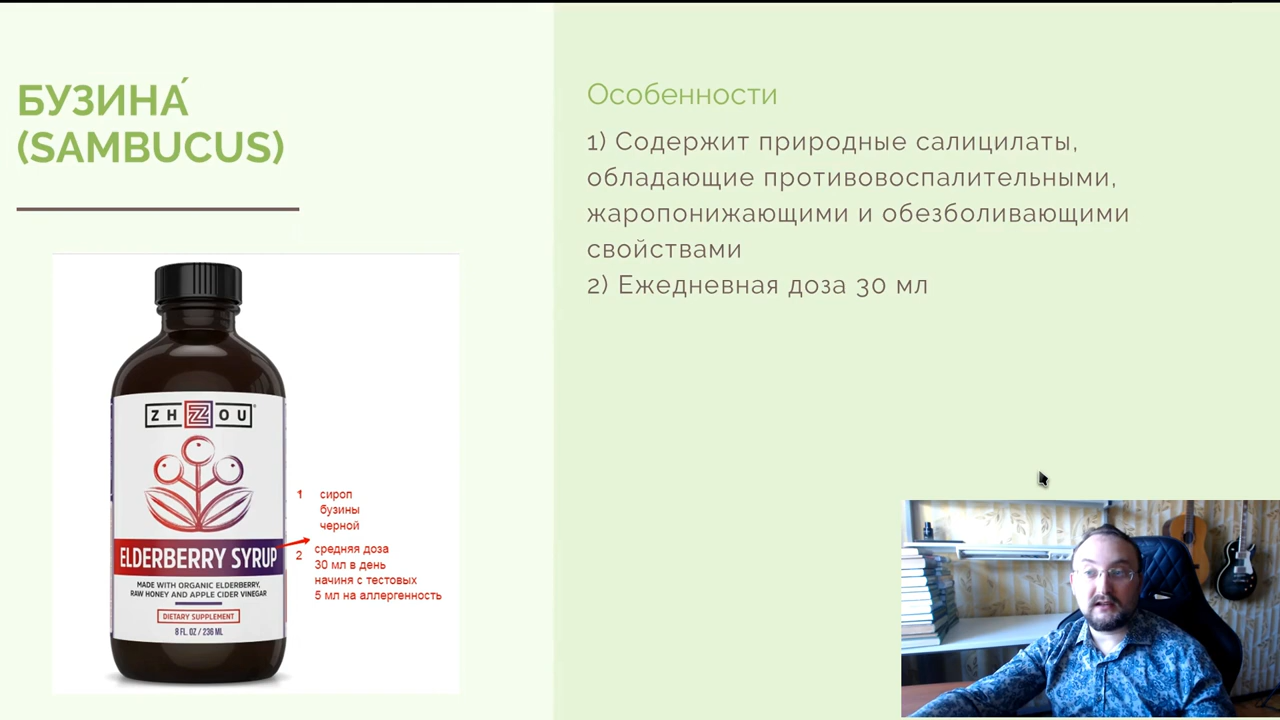 БУЗИНА́
(SAMBUCUS)
Особенности
1) Содержит природные салицилаты,
обладающие противовоспалительными,
жаропонижающими и обезболивающими
свойствами
2) Ежедневная доза 30 мл
ZHZOU
ELDERBERRY SYRUP
MADE WITH ORGANIC ELDERBERRY,
RAW HONEY AND APPLE CIDER VINEGAR
DIETARY SUPPLEMENT
8 FL. OZ / 236 ML
1 сироп
бузины
черной
2 средняя доза
30 мл в день
начиня с тестовых
5 мл на аллергенность